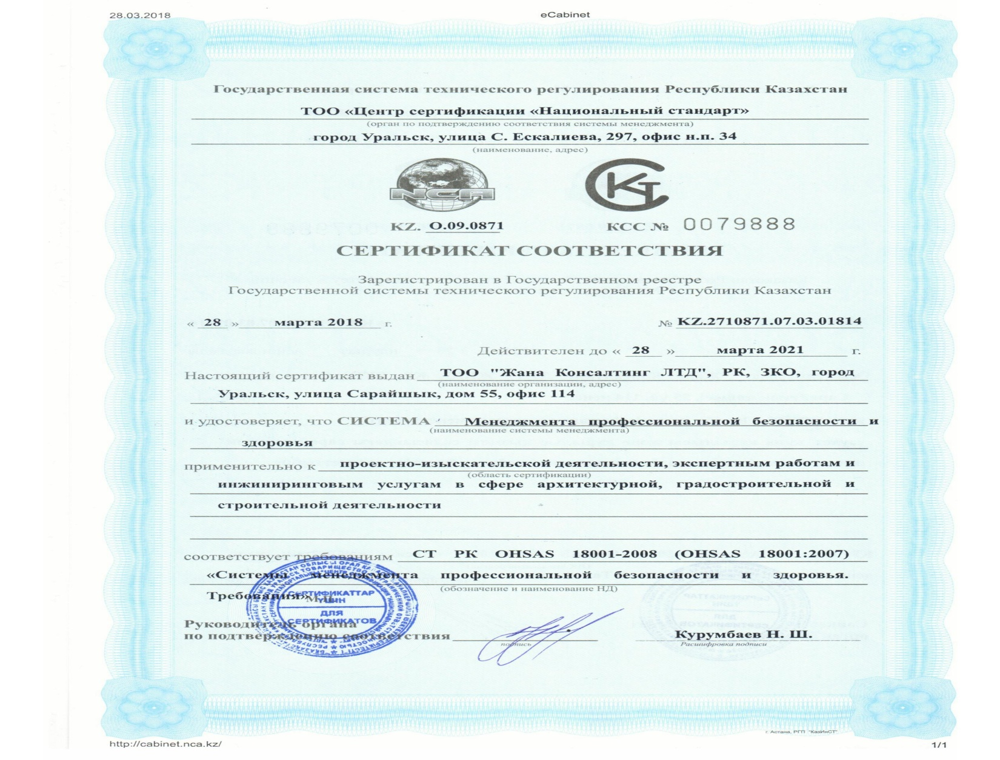 28.03.2018
eCabinet
Государственная система технического регулирования Республики Казахстан
ТОО «Центр сертификации «Национальный стандарт»
(орган по подтверждению соответствия системы менеджмента)
город Уральск, улица С. Ескалиева, 297, офис н.п. 34
(наименование, адрес)
NCA
КТ
KZ. О.09.0871
КСС № 0079888
СЕРТИФИКАТ СООТВЕТСТВИЯ
Зарегистрирован в Государственном реестре
Государственной системы технического регулирования Республики Казахстан
« 28 » марта 2018 г.
№ KZ.2710871.07.03.01814
Действителен до « 28 » марта 2021 г.
Настоящий сертификат выдан ТОО "Жана Консалтинг ЛТД", РК, ЗКО, город
(наименование организации, адрес)
Уральск, улица Сарайшык, дом 55, офис 114
и удостоверяет, что СИСТЕМА Менеджмента профессиональной безопасности и
(наименование системы менеджмента)
здоровья
применительно к проектно-изыскательской деятельности, экспертным работам и
(область сертификации)
инжиниринговым услугам в сфере архитектурной, градостроительной и
строительной деятельности
соответствует требованиям СТ РК OHSAS 18001-2008 (OHSAS 18001:2007)
«Системы менеджмента профессиональной безопасности и здоровья.
(обозначение и наименование НД)
Требования»
М.П.
СЕРТИФИКАТТАР
ҮШІН
ДЛЯ
СЕРТИФИКАТОВ
Руководитель органа
по подтверждению соответствия
подпись
Курумбаев Н. Ш.
Расшифровка подписи
г. Астана, РГП "КазИнСТ"
http://cabinet.nca.kz/
1/1